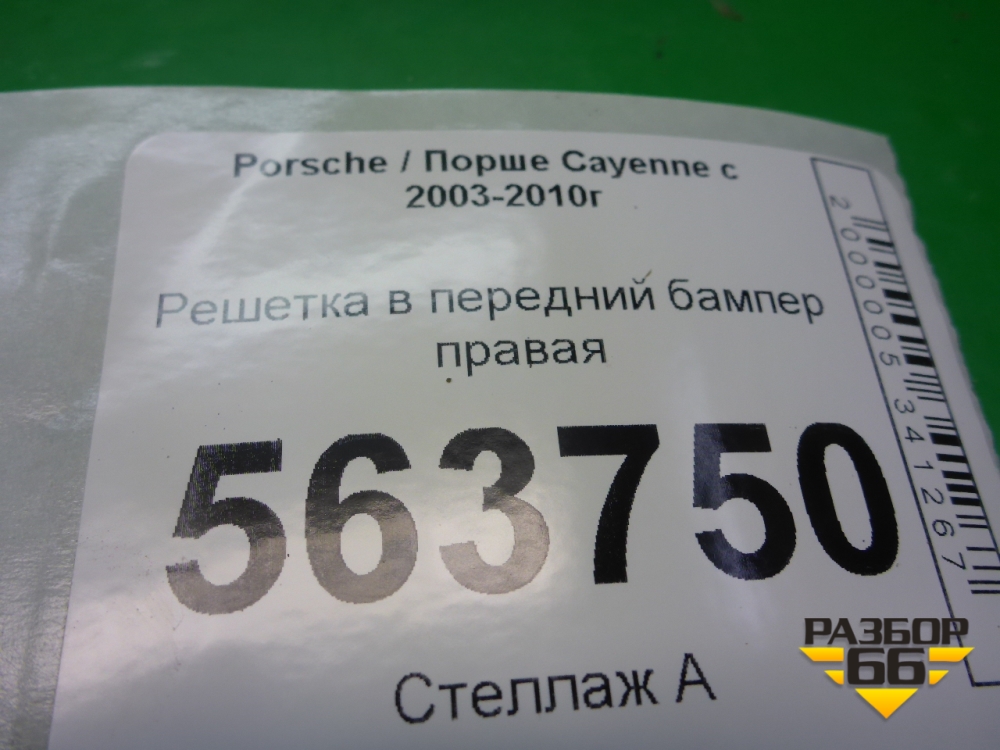 Porsche / Порше Cayenne с
2003-2010г
Решетка в передний бампер
правая
563750
Стеллаж А
2000005341267
РАЗБОР
66